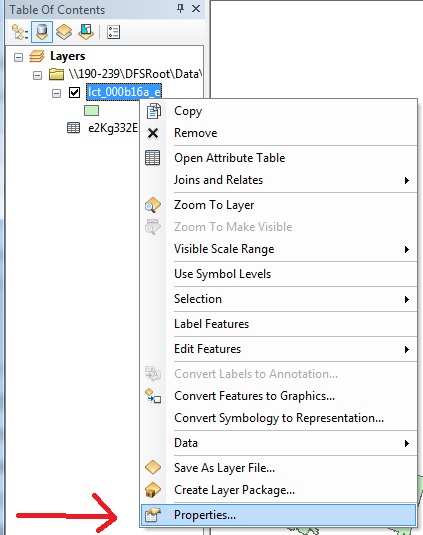 Table Of Contents
Layers
\\190-239\DFSRoot\Data\
lct_000b16a_e
e2Kg332E
Copy
Remove
Open Attribute Table
Joins and Relates
Zoom To Layer
Zoom To Make Visible
Visible Scale Range
Use Symbol Levels
Selection
Label Features
Edit Features
Convert Labels to Annotation...
Convert Features to Graphics...
Convert Symbology to Representation...
Data
Save As Layer File...
Create Layer Package...
Properties...